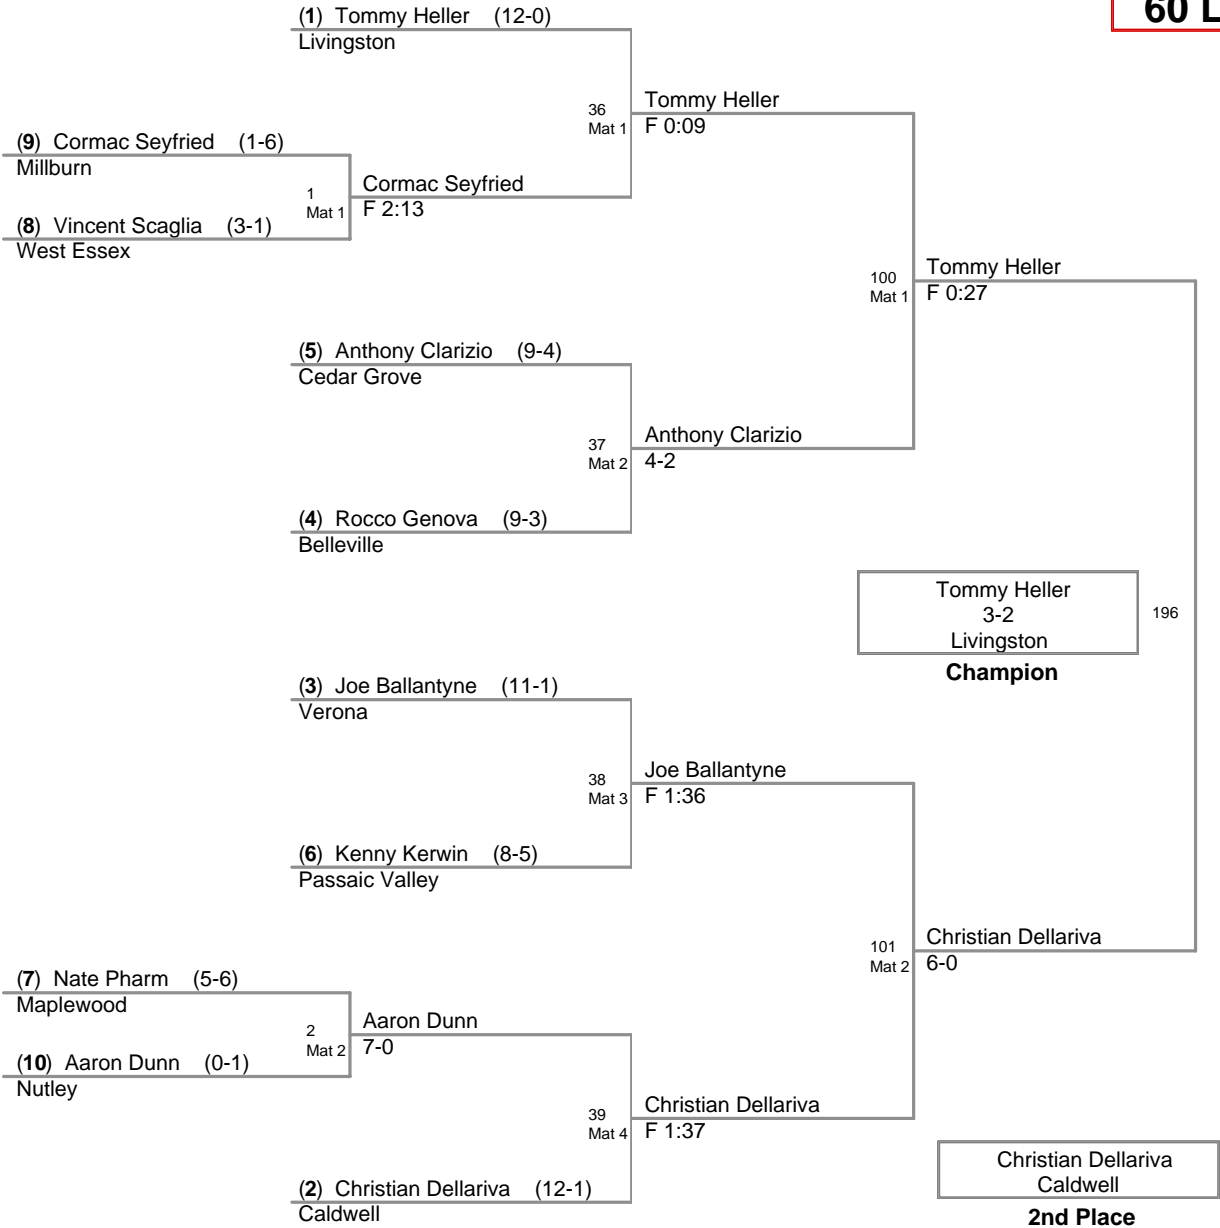 60 L
(1) Tommy Heller (12-0)
Livingston
36
Mat 1
Tommy Heller
F 0:09
(9) Cormac Seyfried (1-6)
Millburn
1
Mat 1
Cormac Seyfried
F 2:13
(8) Vincent Scaglia (3-1)
West Essex
100
Mat 1
Tommy Heller
F 0:27
(5) Anthony Clarizio (9-4)
Cedar Grove
37
Mat 2
Anthony Clarizio
4-2
(4) Rocco Genova (9-3)
Belleville
Tommy Heller
3-2
Livingston
Champion
196
(3) Joe Ballantyne (11-1)
Verona
38
Mat 3
Joe Ballantyne
F 1:36
(6) Kenny Kerwin (8-5)
Passaic Valley
101
Mat 2
Christian Dellariva
6-0
(7) Nate Pharm (5-6)
Maplewood
2
Mat 2
Aaron Dunn
7-0
(10) Aaron Dunn (0-1)
Nutley
39
Mat 4
Christian Dellariva
F 1:37
(2) Christian Dellariva (12-1)
Caldwell
Christian Dellariva
Caldwell
2nd Place